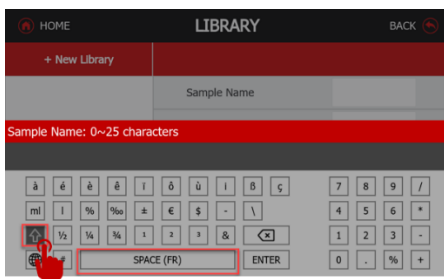 HOME
LIBRARY
BACK
+ New Library
Sample Name
Sample Name: 0~25 characters
à é è ê î ô û i ß ç 7 8 9 /
ml l % ‰ ± € $ - \ 4 5 6 *
½ ¼ ¾ ¹ ² ³ & 1 2 3 -
# SPACE (FR) ENTER 0 . % +